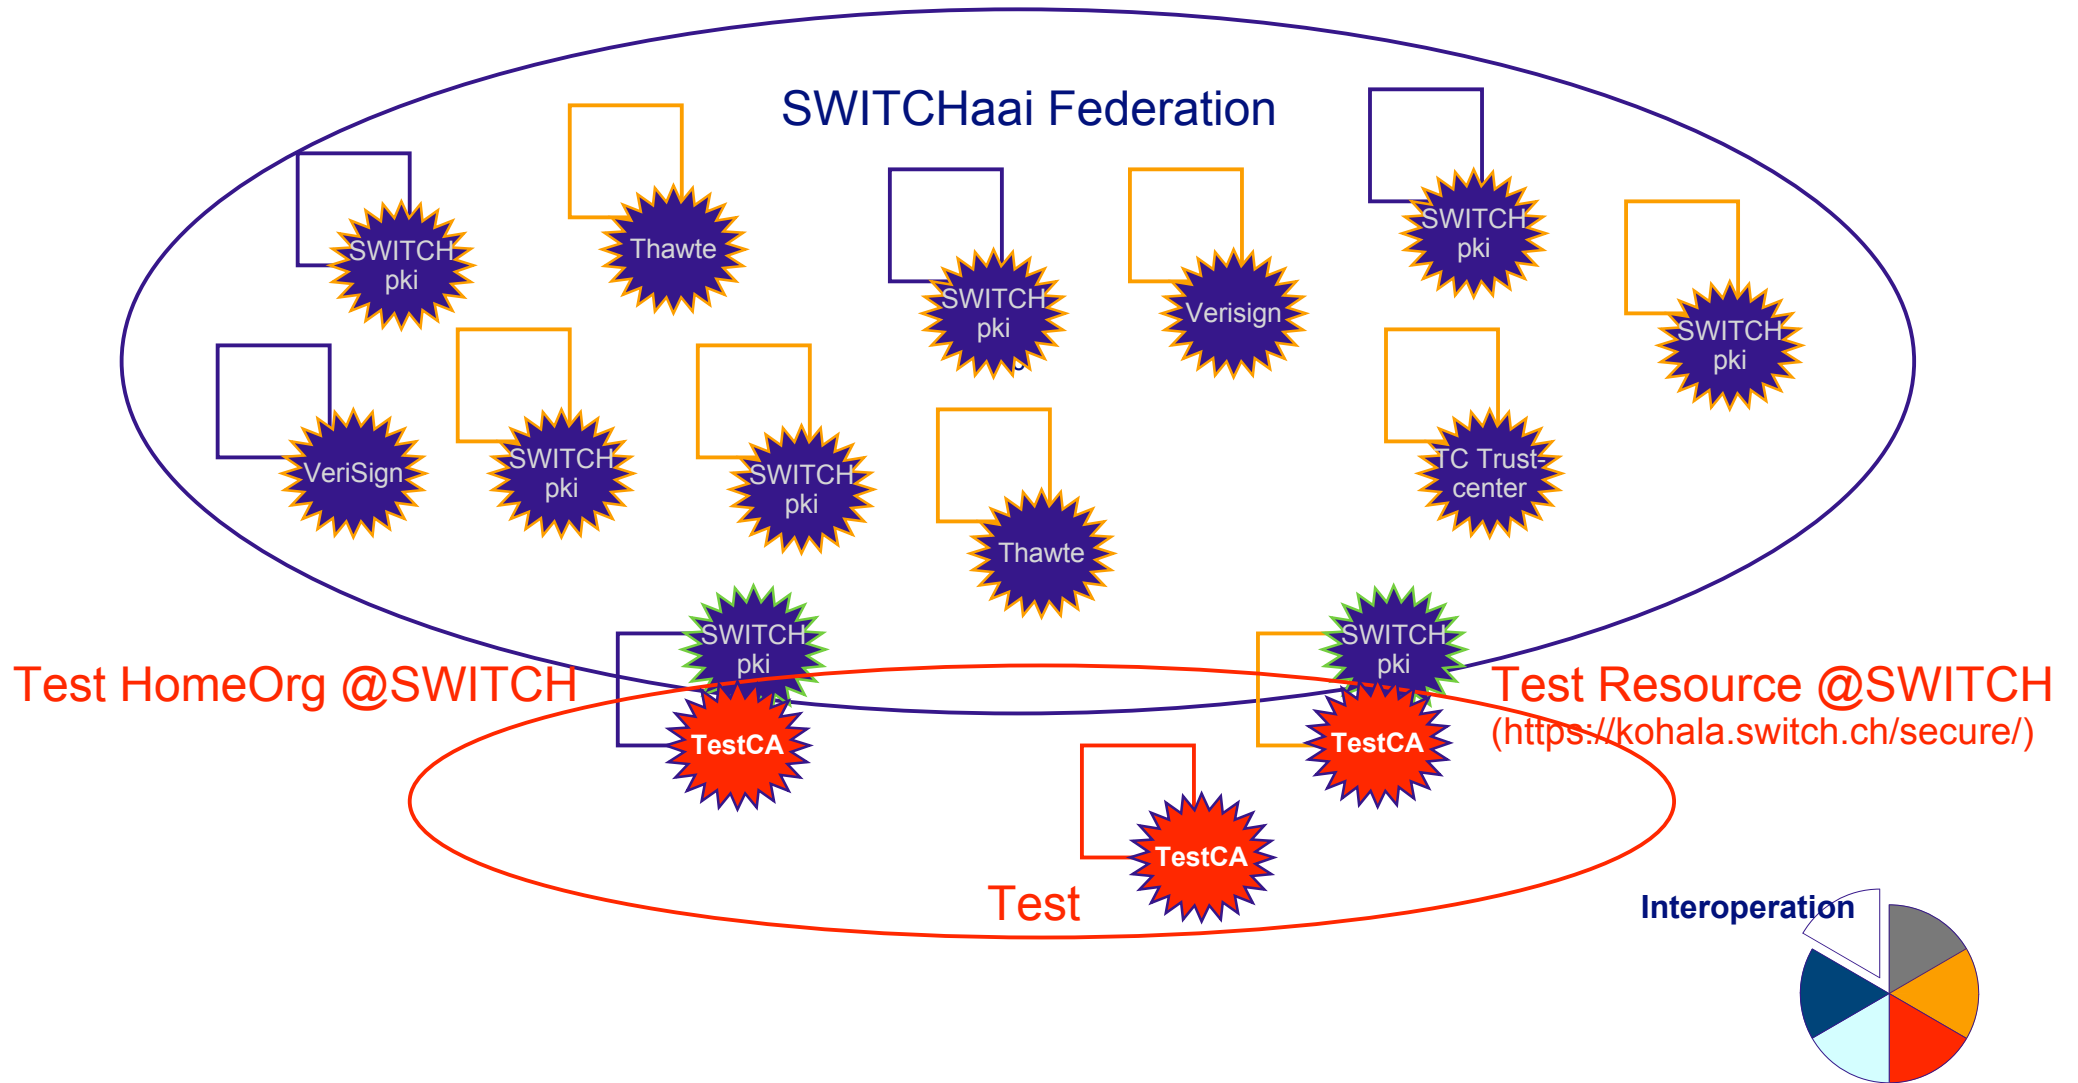 SWITCHaai Federation
SWITCH
pki
Thawte
SWITCH
pki
Verisign
SWITCH
pki
SWITCH
pki
VeriSign
SWITCH
pki
SWITCH
pki
Thawte
TC Trust-
center
SWITCH
pki
SWITCH
pki
Test HomeOrg @SWITCH
Test Resource @SWITCH
(https://kohala.switch.ch/secure/)
TestCA
TestCA
TestCA
Test
Interoperation